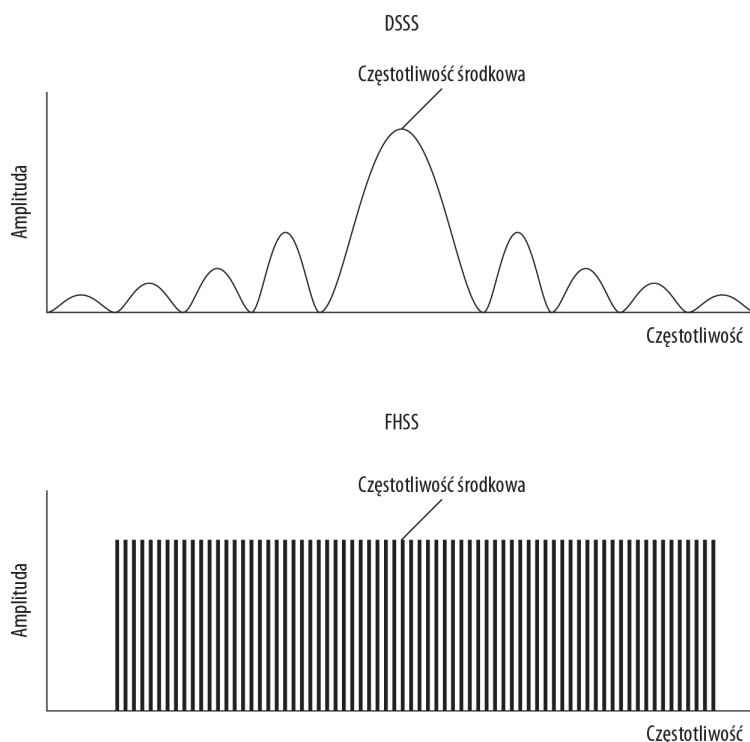 DSSS
Częstotliwość środkowa
Amplituda
Częstotliwość
FHSS
Częstotliwość środkowa
Amplituda
Częstotliwość